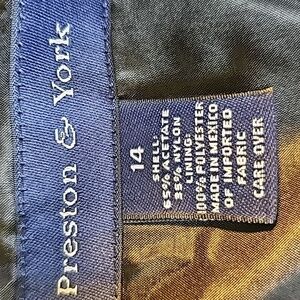 Preston & York
14
SHELL:
65% ACETATE
35% NYLON
LINING:
100% POLYESTER
MADE IN MEXICO
OF IMPORTED
FABRIC
CARE OVER